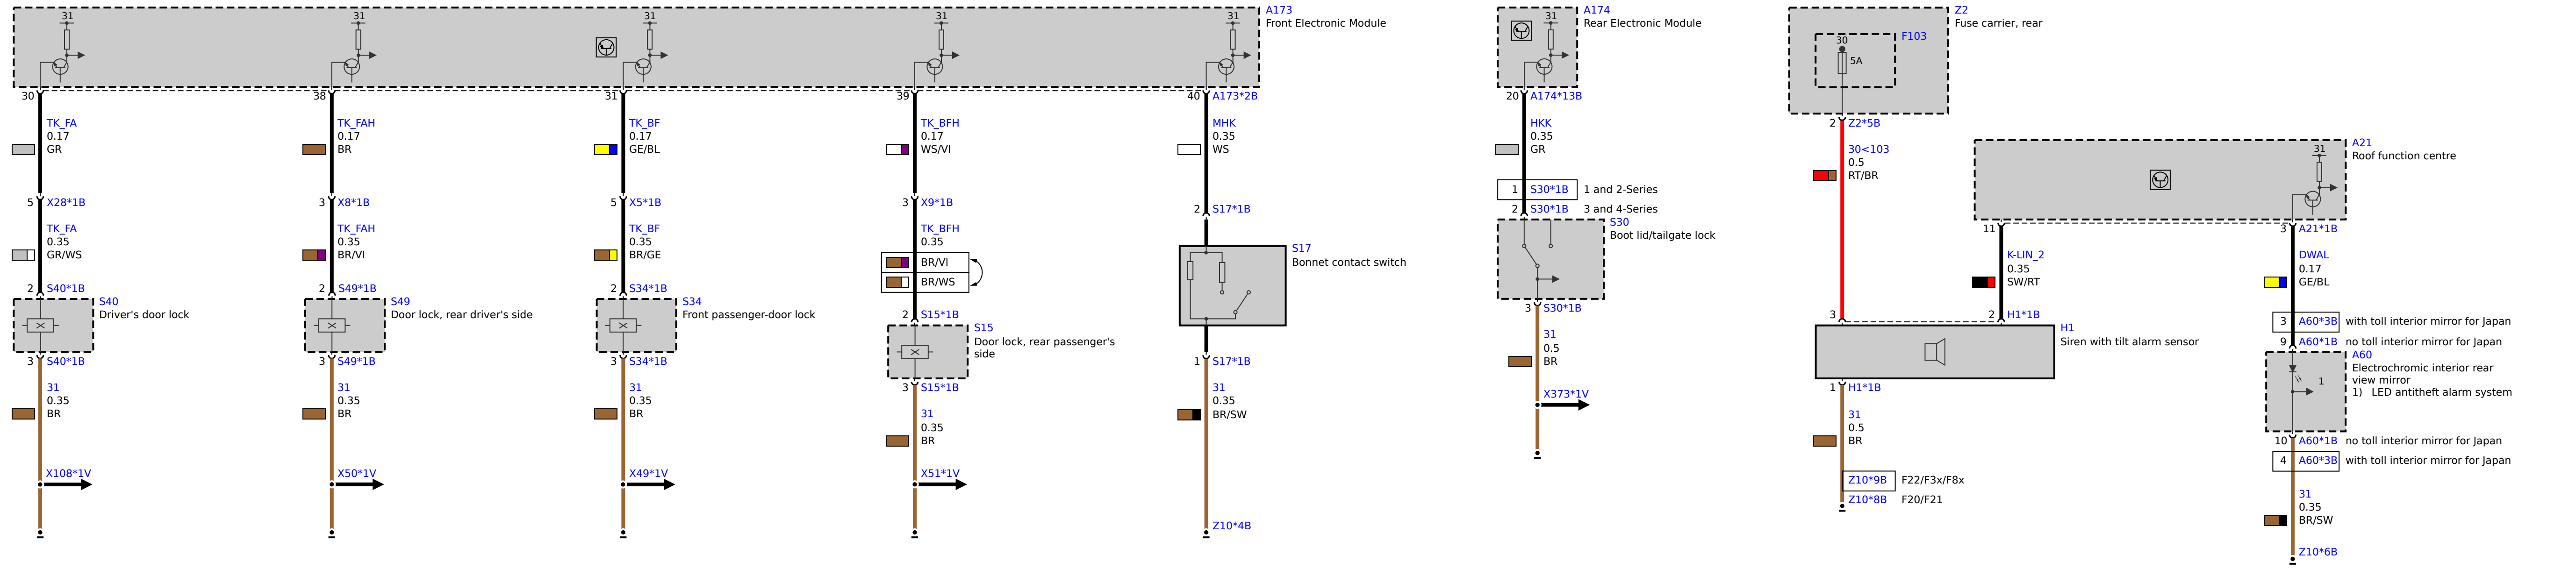 31
31
31
31
31
A173
Front Electronic Module
30
38
31
39
40
A173*2B
TK_FA
0.17
GR
5
X28*1B
TK_FA
0.35
GR/WS
2
S40*1B
S40
Driver's door lock
3
S40*1B
31
0.35
BR
X108*1V
TK_FAH
0.17
BR
3
X8*1B
TK_FAH
0.35
BR/VI
2
S49*1B
S49
Door lock, rear driver's side
3
S49*1B
31
0.35
BR
X50*1V
TK_BF
0.17
GE/BL
5
X5*1B
TK_BF
0.35
BR/GE
2
S34*1B
S34
Front passenger-door lock
3
S34*1B
31
0.35
BR
X49*1V
TK_BFH
0.17
WS/VI
3
X9*1B
TK_BFH
0.35
BR/VI
BR/WS
2
S15*1B
S15
Door lock, rear passenger's
side
3
S15*1B
31
0.35
BR
X51*1V
MHK
0.35
WS
2
S17*1B
S17
Bonnet contact switch
1
S17*1B
31
0.35
BR/SW
Z10*4B
31
A174
Rear Electronic Module
20
A174*13B
HKK
0.35
GR
1
S30*1B
1 and 2-Series
2
S30*1B
3 and 4-Series
S30
Boot lid/tailgate lock
3
S30*1B
31
0.5
BR
X373*1V
Z2
Fuse carrier, rear
F103
30
5A
2
Z2*5B
30<103
0.5
RT/BR
31
A21
Roof function centre
11
3
A21*1B
K-LIN_2
0.35
SW/RT
3
2
H1*1B
H1
Siren with tilt alarm sensor
1
H1*1B
31
0.5
BR
Z10*9B
F22/F3x/F8x
Z10*8B
F20/F21
DWAL
0.17
GE/BL
3
A60*3B
with toll interior mirror for Japan
9
A60*1B
no toll interior mirror for Japan
A60
Electrochromic interior rear
view mirror
1) LED antitheft alarm system
1
10
A60*1B
no toll interior mirror for Japan
4
A60*3B
with toll interior mirror for Japan
31
0.35
BR/SW
Z10*6B